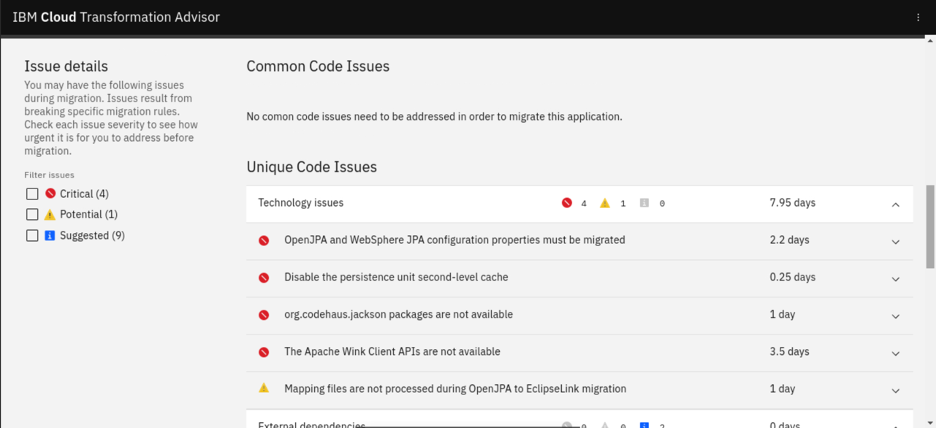 IBM Cloud Transformation Advisor
Issue details
You may have the following issues
during migration. Issues result from
breaking specific migration rules.
Check each issue severity to see how
urgent it is for you to address before
migration.
Filter issues
Critical (4)
Potential (1)
Suggested (9)
Common Code Issues
No comon code issues need to be addressed in order to migrate this application.
Unique Code Issues
Technology issues 4 1 0 7.95 days
OpenJPA and WebSphere JPA configuration properties must be migrated 2.2 days
Disable the persistence unit second-level cache 0.25 days
org.codehaus.jackson packages are not available 1 day
The Apache Wink Client APIs are not available 3.5 days
Mapping files are not processed during OpenJPA to EclipseLink migration 1 day
External dependencies 0 0 2 0 days